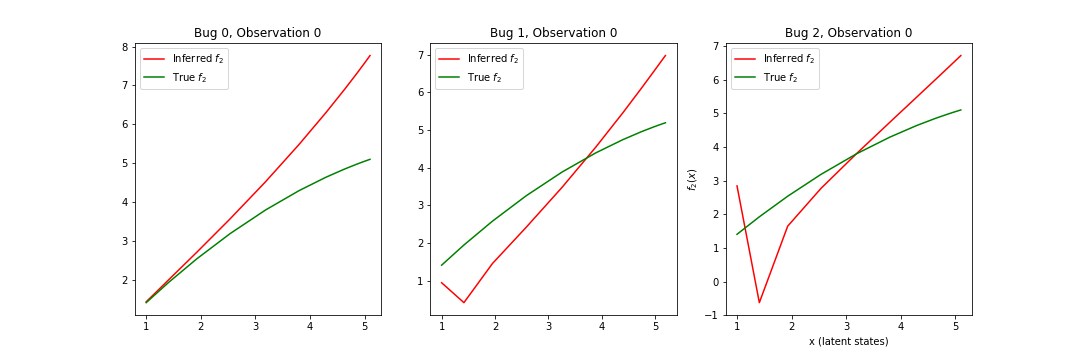 Bug 0, Observation 0
Inferred f₂
True f₂
8
7
6
5
4
3
2
1 2 3 4 5
Bug 1, Observation 0
Inferred f₂
True f₂
7
6
5
4
3
2
1
1 2 3 4 5
Bug 2, Observation 0
Inferred f₂
True f₂
f₂(x)
7
6
5
4
3
2
1
0
−1
1 2 3 4 5
x (latent states)